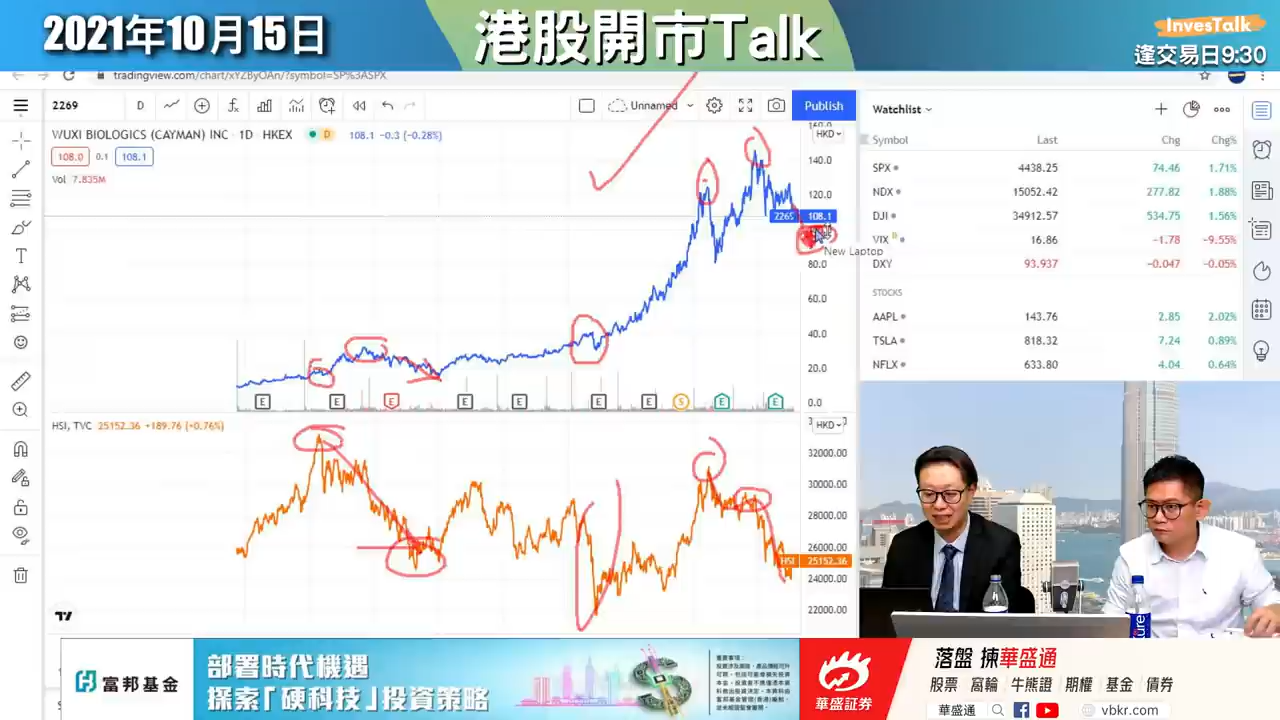 2021年10月15日
港股開市Talk
InvesTalk
逢交易日9:30
tradingview.com/chart/xYZByOAn/?symbol=SP%3ASPX
2269
D
Unnamed
Publish
WUXI BIOLOGICS (CAYMAN) INC · 1D · HKEX
D
108.1 −0.3 (−0.28%)
108.0
0.1
108.1
Vol 7.835M
160.0
HKD
140.0
120.0
2269 108.1
New Laptop
80.0
60.0
40.0
20.0
0.0
E E E E E E E S E E
HSI, TVC 25152.36 +189.76 (+0.76%)
HKD
32000.00
30000.00
28000.00
26000.00
HSI 25152.36
24000.00
22000.00
Watchlist
Symbol Last Chg Chg%
SPX 4438.25 74.46 1.71%
NDX 15052.42 277.82 1.88%
DJI 34912.57 534.75 1.56%
VIX D 16.86 −1.78 −9.55%
DXY 93.937 −0.047 −0.05%
STOCKS
AAPL 143.76 2.85 2.02%
TSLA 818.32 7.24 0.89%
NFLX 633.80 4.04 0.64%
富邦基金
部署時代機遇
探索「硬科技」投資策略
重要事項：
華盛証券
落盤 揀華盛通
股票 窩輪 牛熊證 期權 基金 債券
華盛通
vbkr.com